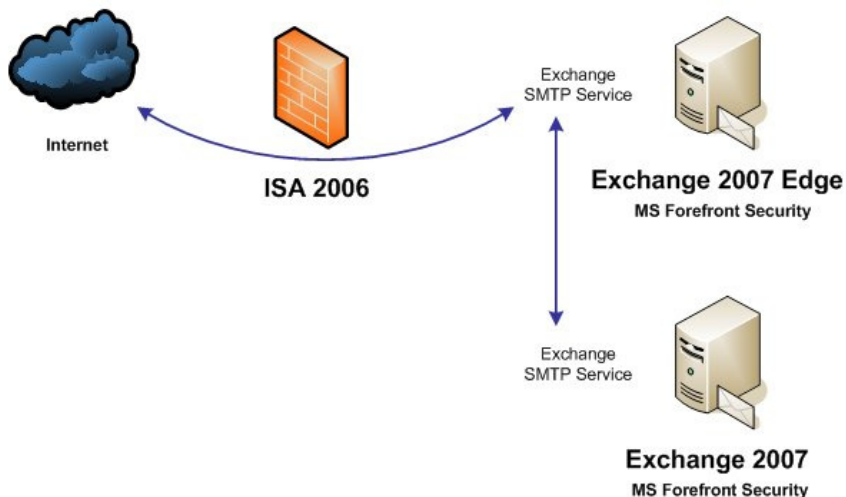 Internet
ISA 2006
Exchange
SMTP Service
Exchange 2007 Edge
MS Forefront Security
Exchange
SMTP Service
Exchange 2007
MS Forefront Security